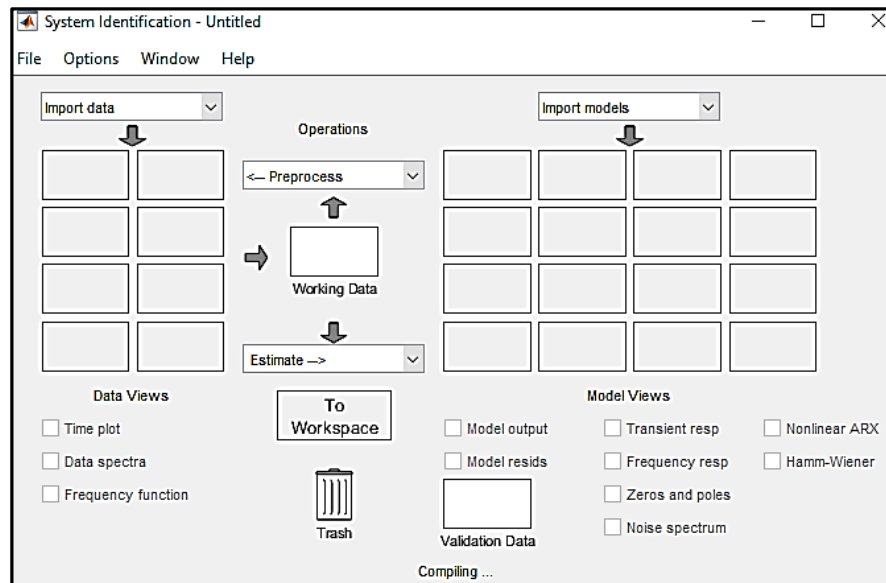 System Identification - Untitled
File Options Window Help
Import data
Import models
Operations
<-- Preprocess
Working Data
Estimate -->
Data Views
To
Workspace
Model Views
Time plot
Model output
Transient resp
Nonlinear ARX
Data spectra
Model resids
Frequency resp
Hamm-Wiener
Frequency function
Zeros and poles
Noise spectrum
Trash
Validation Data
Compiling ...